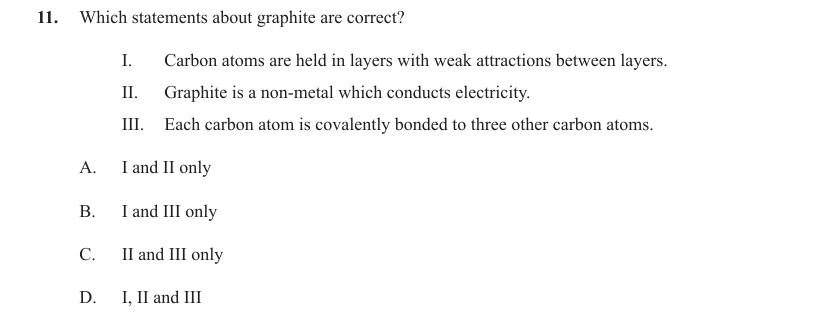 11. Which statements about graphite are correct?
I. Carbon atoms are held in layers with weak attractions between layers.
II. Graphite is a non-metal which conducts electricity.
III. Each carbon atom is covalently bonded to three other carbon atoms.
A. I and II only
B. I and III only
C. II and III only
D. I, II and III